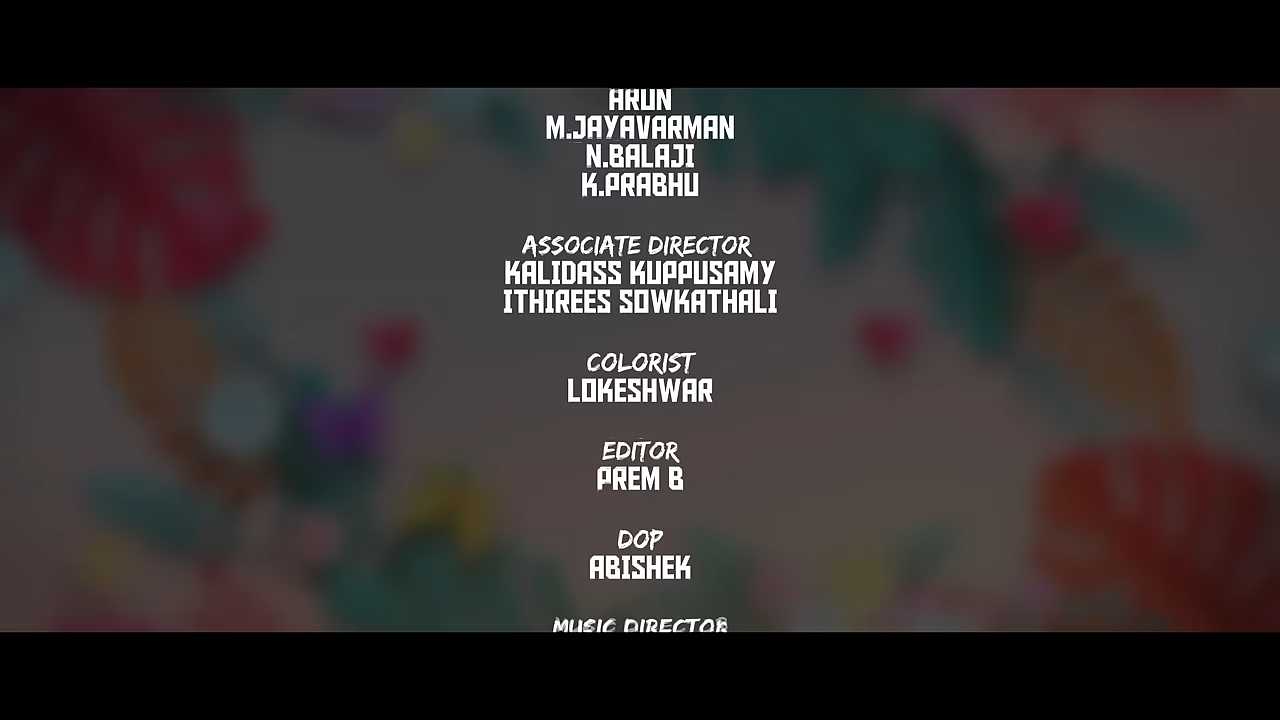 ARUN
M.JAYAVARMAN
N.BALAJI
K.PRABHU
ASSOCIATE DIRECTOR
KALIDASS KUPPUSAMY
ITHIREES SOWKATHALI
COLORIST
LOKESHWAR
EDITOR
PREM B
DOP
ABISHEK
MUSIC DIRECTOR